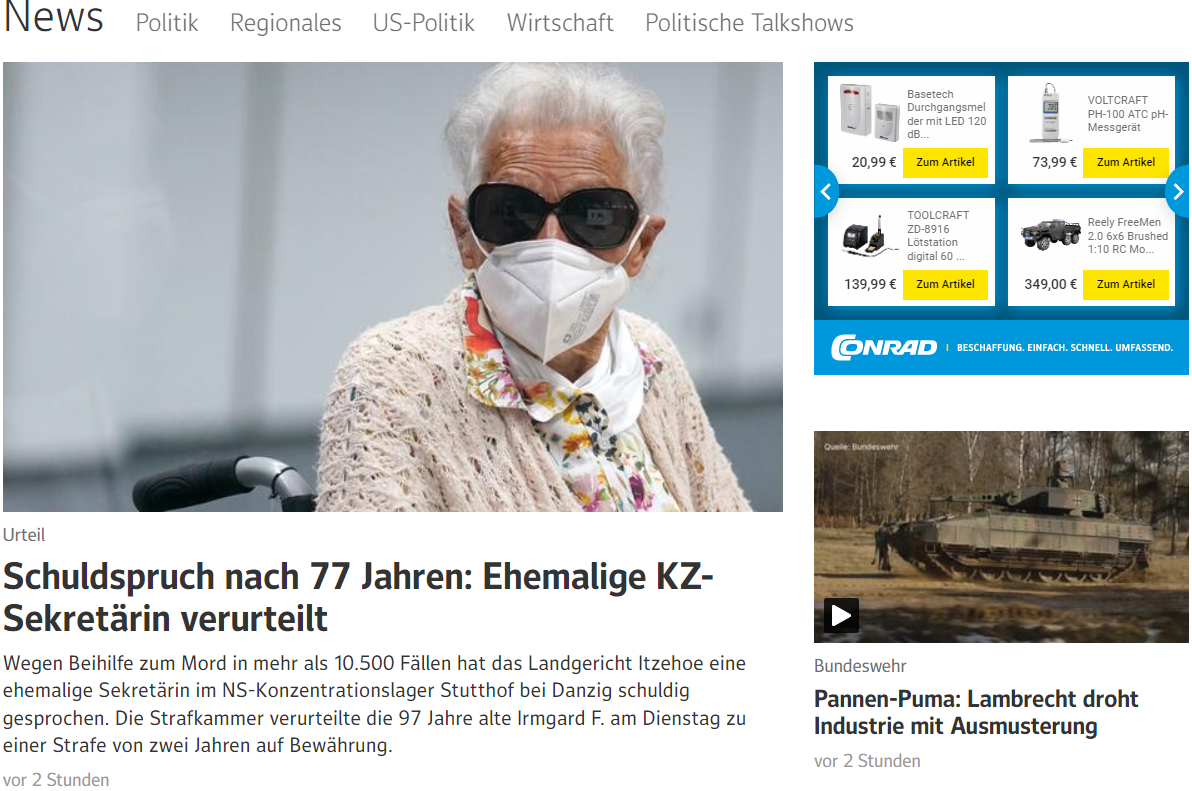 News Politik Regionales US-Politik Wirtschaft Politische Talkshows
Urteil
Schuldspruch nach 77 Jahren: Ehemalige KZ-
Sekretärin verurteilt
Wegen Beihilfe zum Mord in mehr als 10.500 Fällen hat das Landgericht Itzehoe eine
ehemalige Sekretärin im NS-Konzentrationslager Stutthof bei Danzig schuldig
gesprochen. Die Strafkammer verurteilte die 97 Jahre alte Irmgard F. am Dienstag zu
einer Strafe von zwei Jahren auf Bewährung.
vor 2 Stunden
Basetech
Durchgangsmel
der mit LED 120
dB...
20,99 € Zum Artikel
VOLTCRAFT
PH-100 ATC pH-
Messgerät
73,99 € Zum Artikel
TOOLCRAFT
ZD-8916
Lötstation
digital 60 ...
139,99 € Zum Artikel
Reely FreeMen
2.0 6x6 Brushed
1:10 RC Mo...
349,00 € Zum Artikel
CONRAD | BESCHAFFUNG. EINFACH. SCHNELL. UMFASSEND.
Quelle: Bundeswehr
Bundeswehr
Pannen-Puma: Lambrecht droht
Industrie mit Ausmusterung
vor 2 Stunden